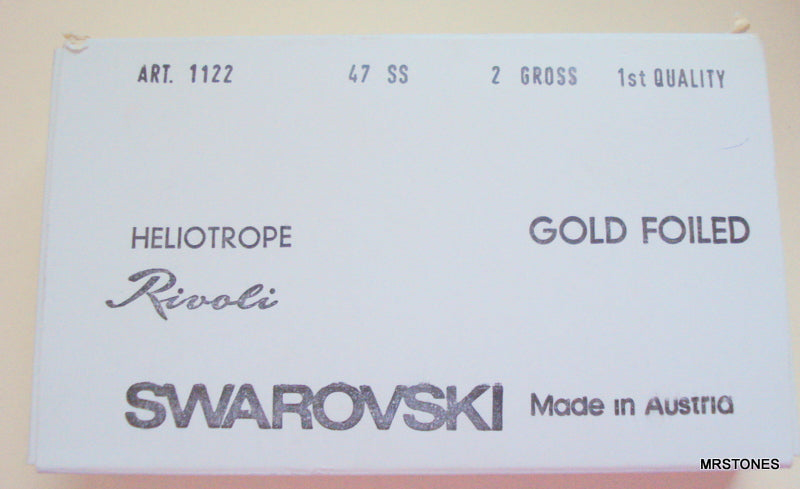 ART. 1122 47 SS 2 GROSS 1st QUALITY
HELIOTROPE GOLD FOILED
Rivoli
SWAROVSKI Made in Austria
MRSTONES